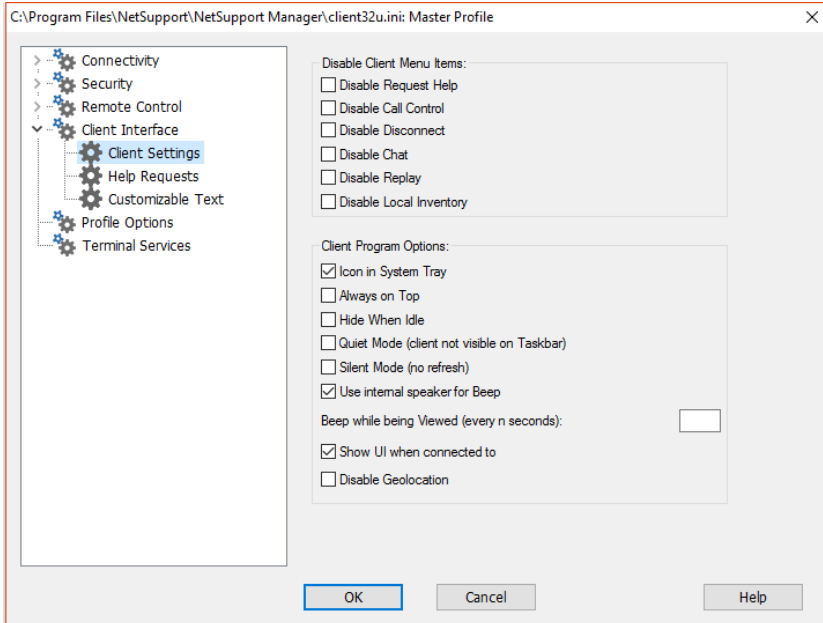 C:\Program Files\NetSupport\NetSupport Manager\client32u.ini: Master Profile
Connectivity
Security
Remote Control
Client Interface
Client Settings
Help Requests
Customizable Text
Profile Options
Terminal Services
Disable Client Menu Items:
Disable Request Help
Disable Call Control
Disable Disconnect
Disable Chat
Disable Replay
Disable Local Inventory
Client Program Options:
Icon in System Tray
Always on Top
Hide When Idle
Quiet Mode (client not visible on Taskbar)
Silent Mode (no refresh)
Use internal speaker for Beep
Beep while being Viewed (every n seconds):
Show UI when connected to
Disable Geolocation
OK
Cancel
Help